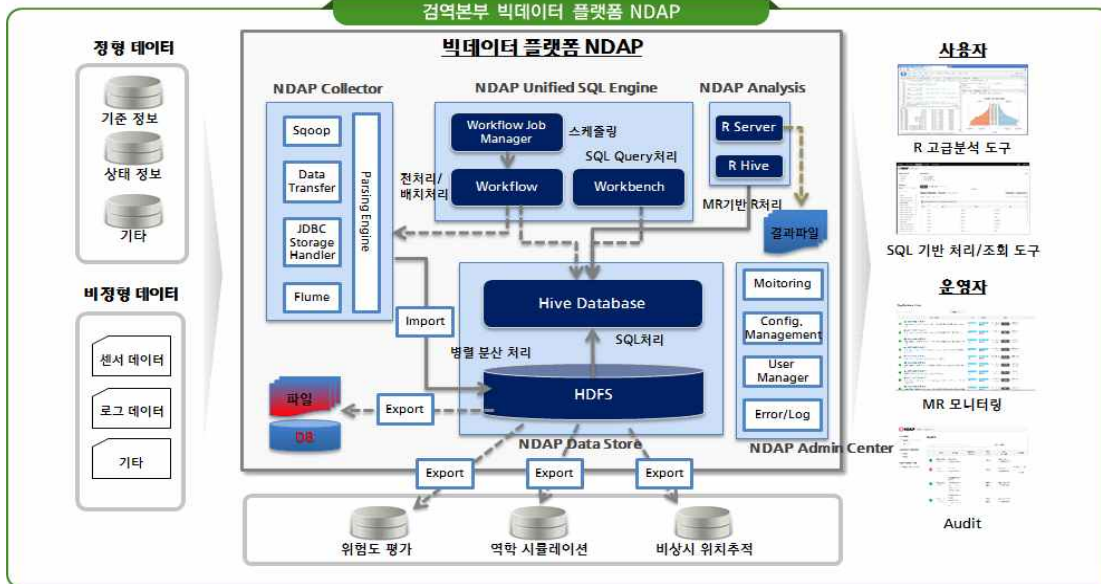 검역본부 빅데이터 플랫폼 NDAP
정형 데이터
기준 정보
상태 정보
기타
비정형 데이터
센서 데이터
로그 데이터
기타
빅데이터 플랫폼 NDAP
NDAP Collector
Sqoop
Data
Transfer
JDBC
Storage
Handler
Flume
Parsing Engine
NDAP Unified SQL Engine
Workflow Job
Manager
스케줄링
SQL Query처리
전처리/
배치처리
Workflow
Workbench
NDAP Analysis
R Server
R Hive
MR기반 R처리
결과파일
Import
Hive Database
병렬 분산 처리
SQL처리
HDFS
NDAP Data Store
파일
DB
Export
Export
Export
Export
Moitoring
Config.
Management
User
Manager
Error/Log
NDAP Admin Center
위험도 평가
역학 시뮬레이션
비상시 위치추적
사용자
R 고급분석 도구
SQL 기반 처리/조회 도구
운영자
MR 모니터링
NDAP
Audit